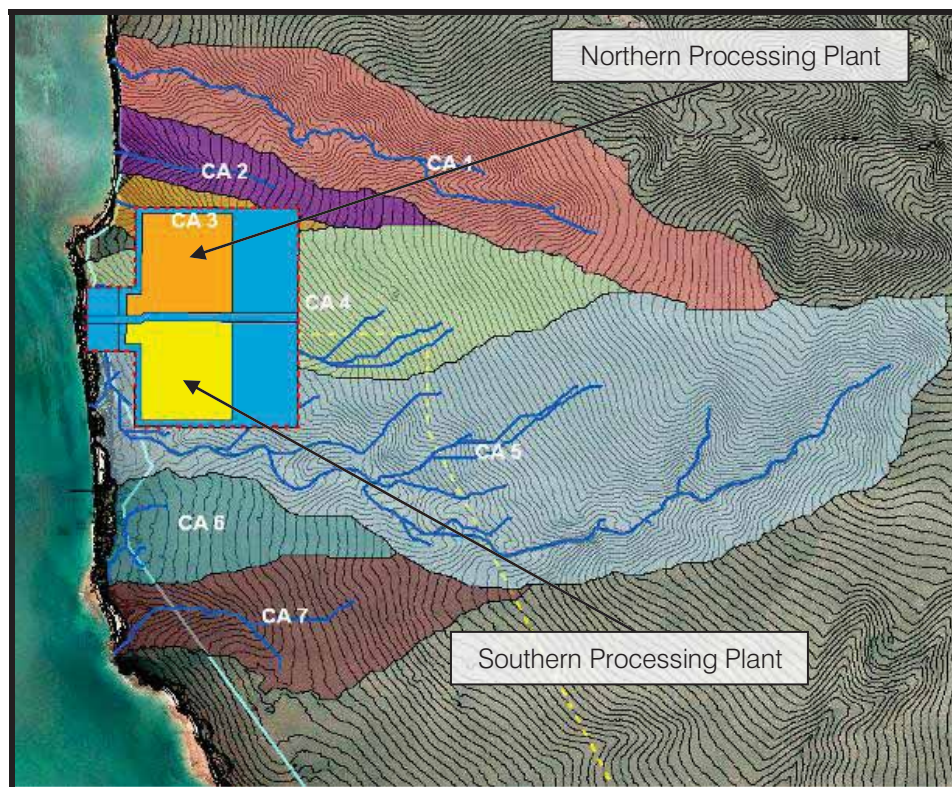 Northern Processing Plant
CA 1
CA 2
CA 3
CA 4
CA 5
CA 6
CA 7
Southern Processing Plant